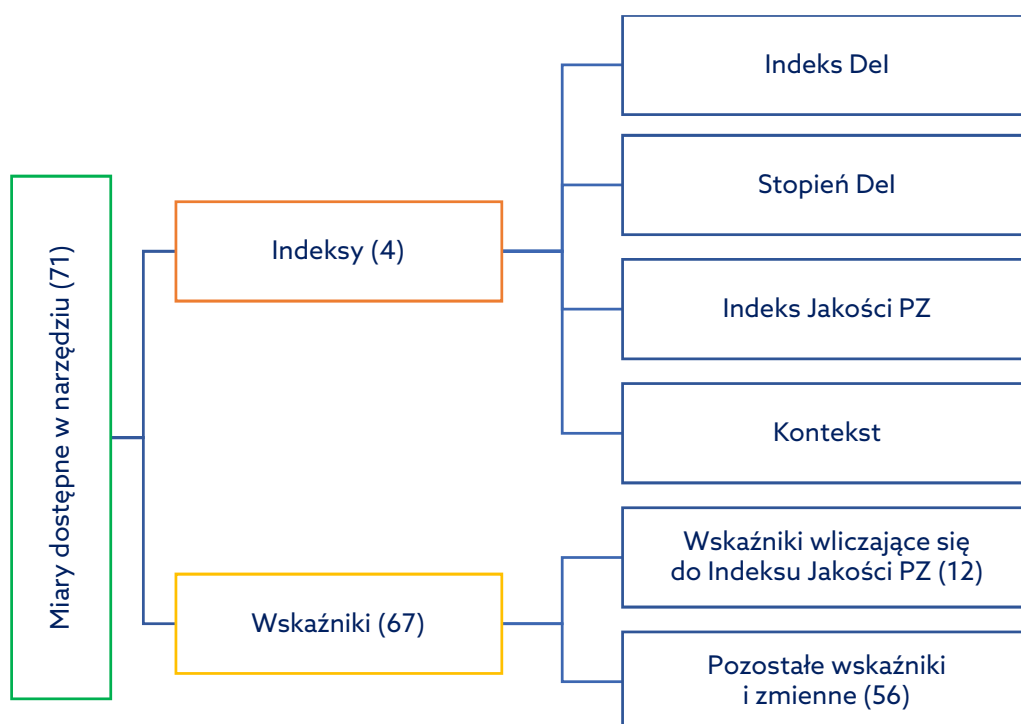 Miary dostępne w narzędziu (71)
Indeksy (4)
Indeks DeI
Stopień DeI
Indeks Jakości PZ
Kontekst
Wskaźniki (67)
Wskaźniki wliczające się
do Indeksu Jakości PZ (12)
Pozostałe wskaźniki
i zmienne (56)